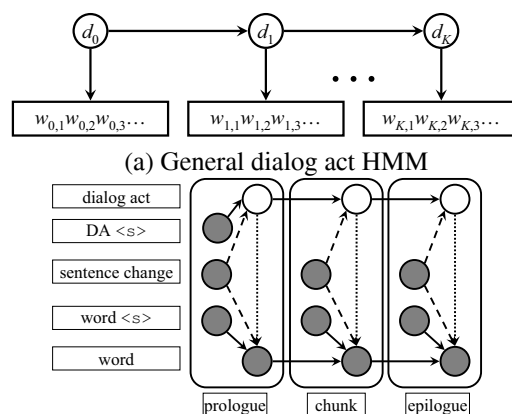 d0 d1 dK
w0,1w0,2w0,3… w1,1w1,2w1,3… wK,1wK,2wK,3…
(a) General dialog act HMM
dialog act
DA <s>
sentence change
word <s>
word
prologue chunk epilogue